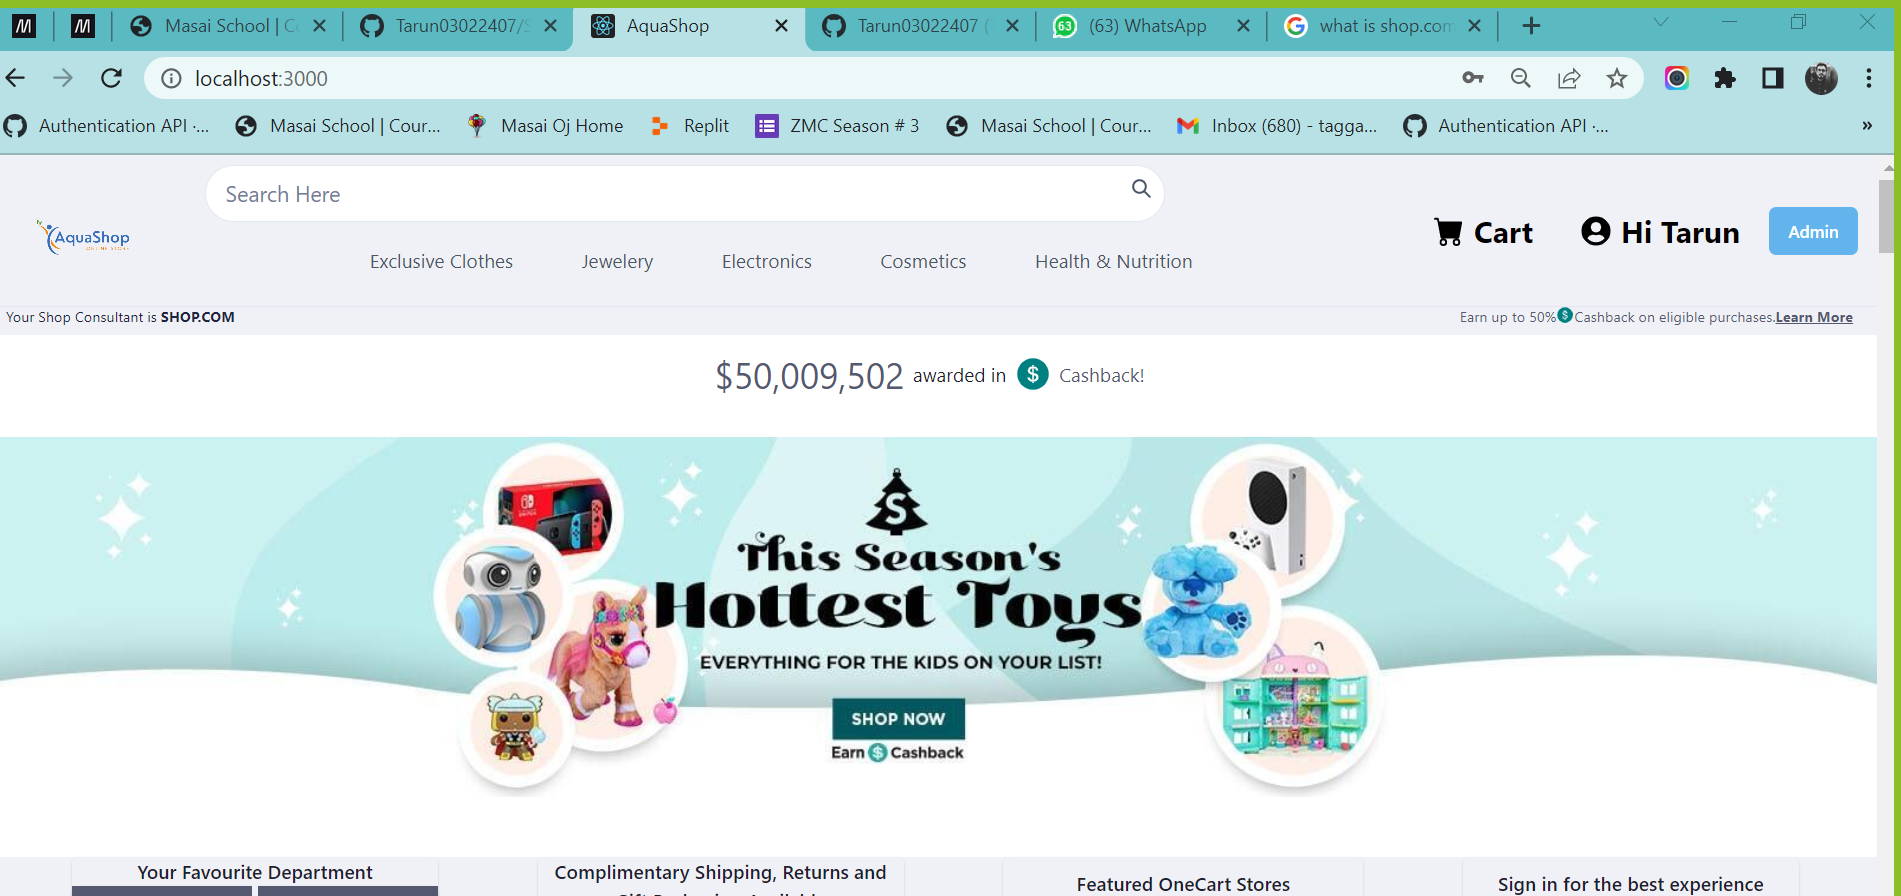 Masai School | Co
Tarun03022407/S
AquaShop
Tarun03022407 (
63
(63) WhatsApp
what is shop.com
localhost:3000
Authentication API ·...
Masai School | Cour...
Masai Oj Home
Replit
ZMC Season # 3
Masai School | Cour...
Inbox (680) - tagga...
Authentication API ·...
»
Search Here
AquaShop
ONLINE STORE
Cart
Hi Tarun
Admin
Exclusive Clothes
Jewelery
Electronics
Cosmetics
Health & Nutrition
Your Shop Consultant is SHOP.COM
Earn up to 50% $ Cashback on eligible purchases.Learn More
$50,009,502 awarded in $ Cashback!
S
This Season's
Hottest Toys
EVERYTHING FOR THE KIDS ON YOUR LIST!
SHOP NOW
Earn $ Cashback
Your Favourite Department
Complimentary Shipping, Returns and
Featured OneCart Stores
Sign in for the best experience